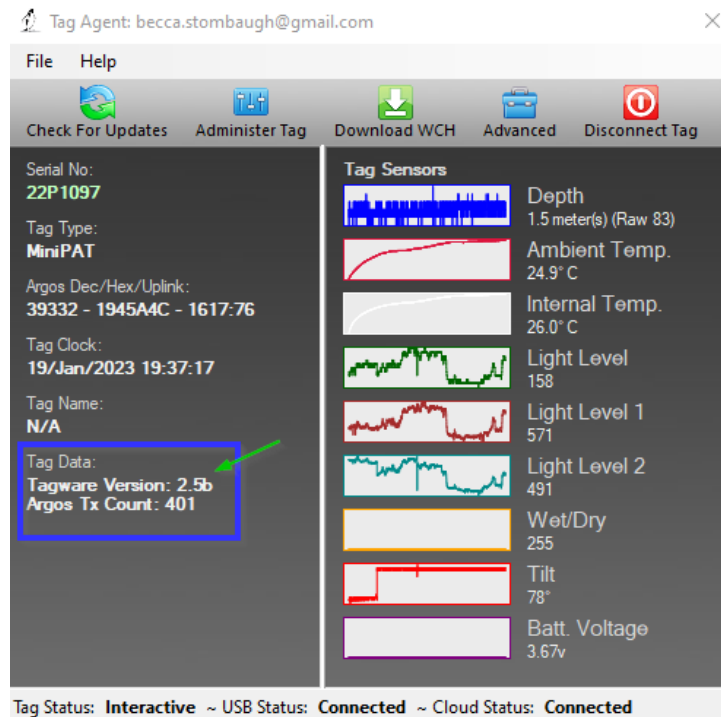 Tag Agent: becca.stombaugh@gmail.com
File Help
Check For Updates Administer Tag Download WCH Advanced Disconnect Tag
Serial No:
22P1097
Tag Type:
MiniPAT
Argos Dec/Hex/Uplink:
39332 - 1945A4C - 1617:76
Tag Clock:
19/Jan/2023 19:37:17
Tag Name:
N/A
Tag Data:
Tagware Version: 2.5b
Argos Tx Count: 401
Tag Sensors
Depth
1.5 meter(s) (Raw 83)
Ambient Temp.
24.9° C
Internal Temp.
26.0° C
Light Level
158
Light Level 1
571
Light Level 2
491
Wet/Dry
255
Tilt
78°
Batt. Voltage
3.67v
Tag Status: Interactive ~ USB Status: Connected ~ Cloud Status: Connected